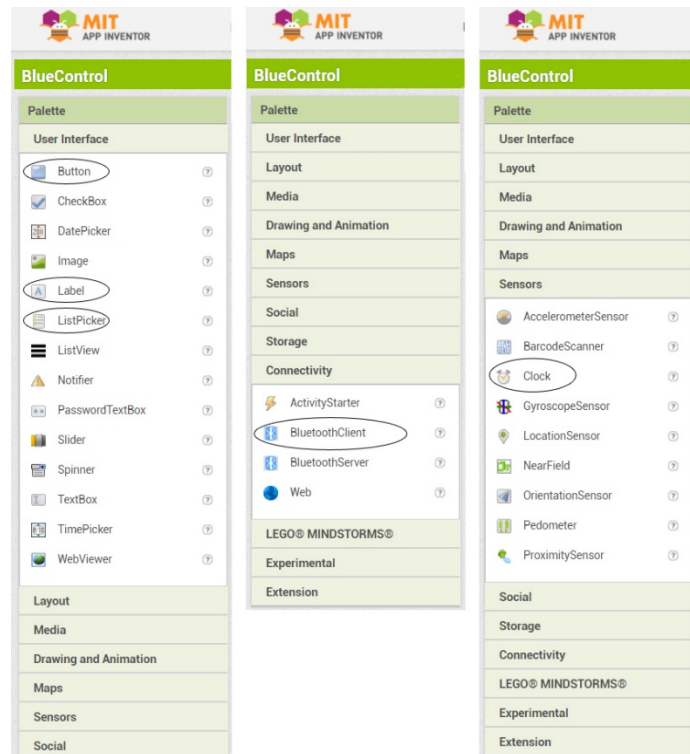 MIT
APP INVENTOR
BlueControl
Palette
User Interface
Button
CheckBox
DatePicker
Image
Label
ListPicker
ListView
Notifier
PasswordTextBox
Slider
Spinner
TextBox
TimePicker
WebViewer
Layout
Media
Drawing and Animation
Maps
Sensors
Social
MIT
APP INVENTOR
BlueControl
Palette
User Interface
Layout
Media
Drawing and Animation
Maps
Sensors
Social
Storage
Connectivity
ActivityStarter
BluetoothClient
BluetoothServer
Web
LEGO® MINDSTORMS®
Experimental
Extension
MIT
APP INVENTOR
BlueControl
Palette
User Interface
Layout
Media
Drawing and Animation
Maps
Sensors
AccelerometerSensor
BarcodeScanner
Clock
GyroscopeSensor
LocationSensor
NearField
OrientationSensor
Pedometer
ProximitySensor
Social
Storage
Connectivity
LEGO® MINDSTORMS®
Experimental
Extension